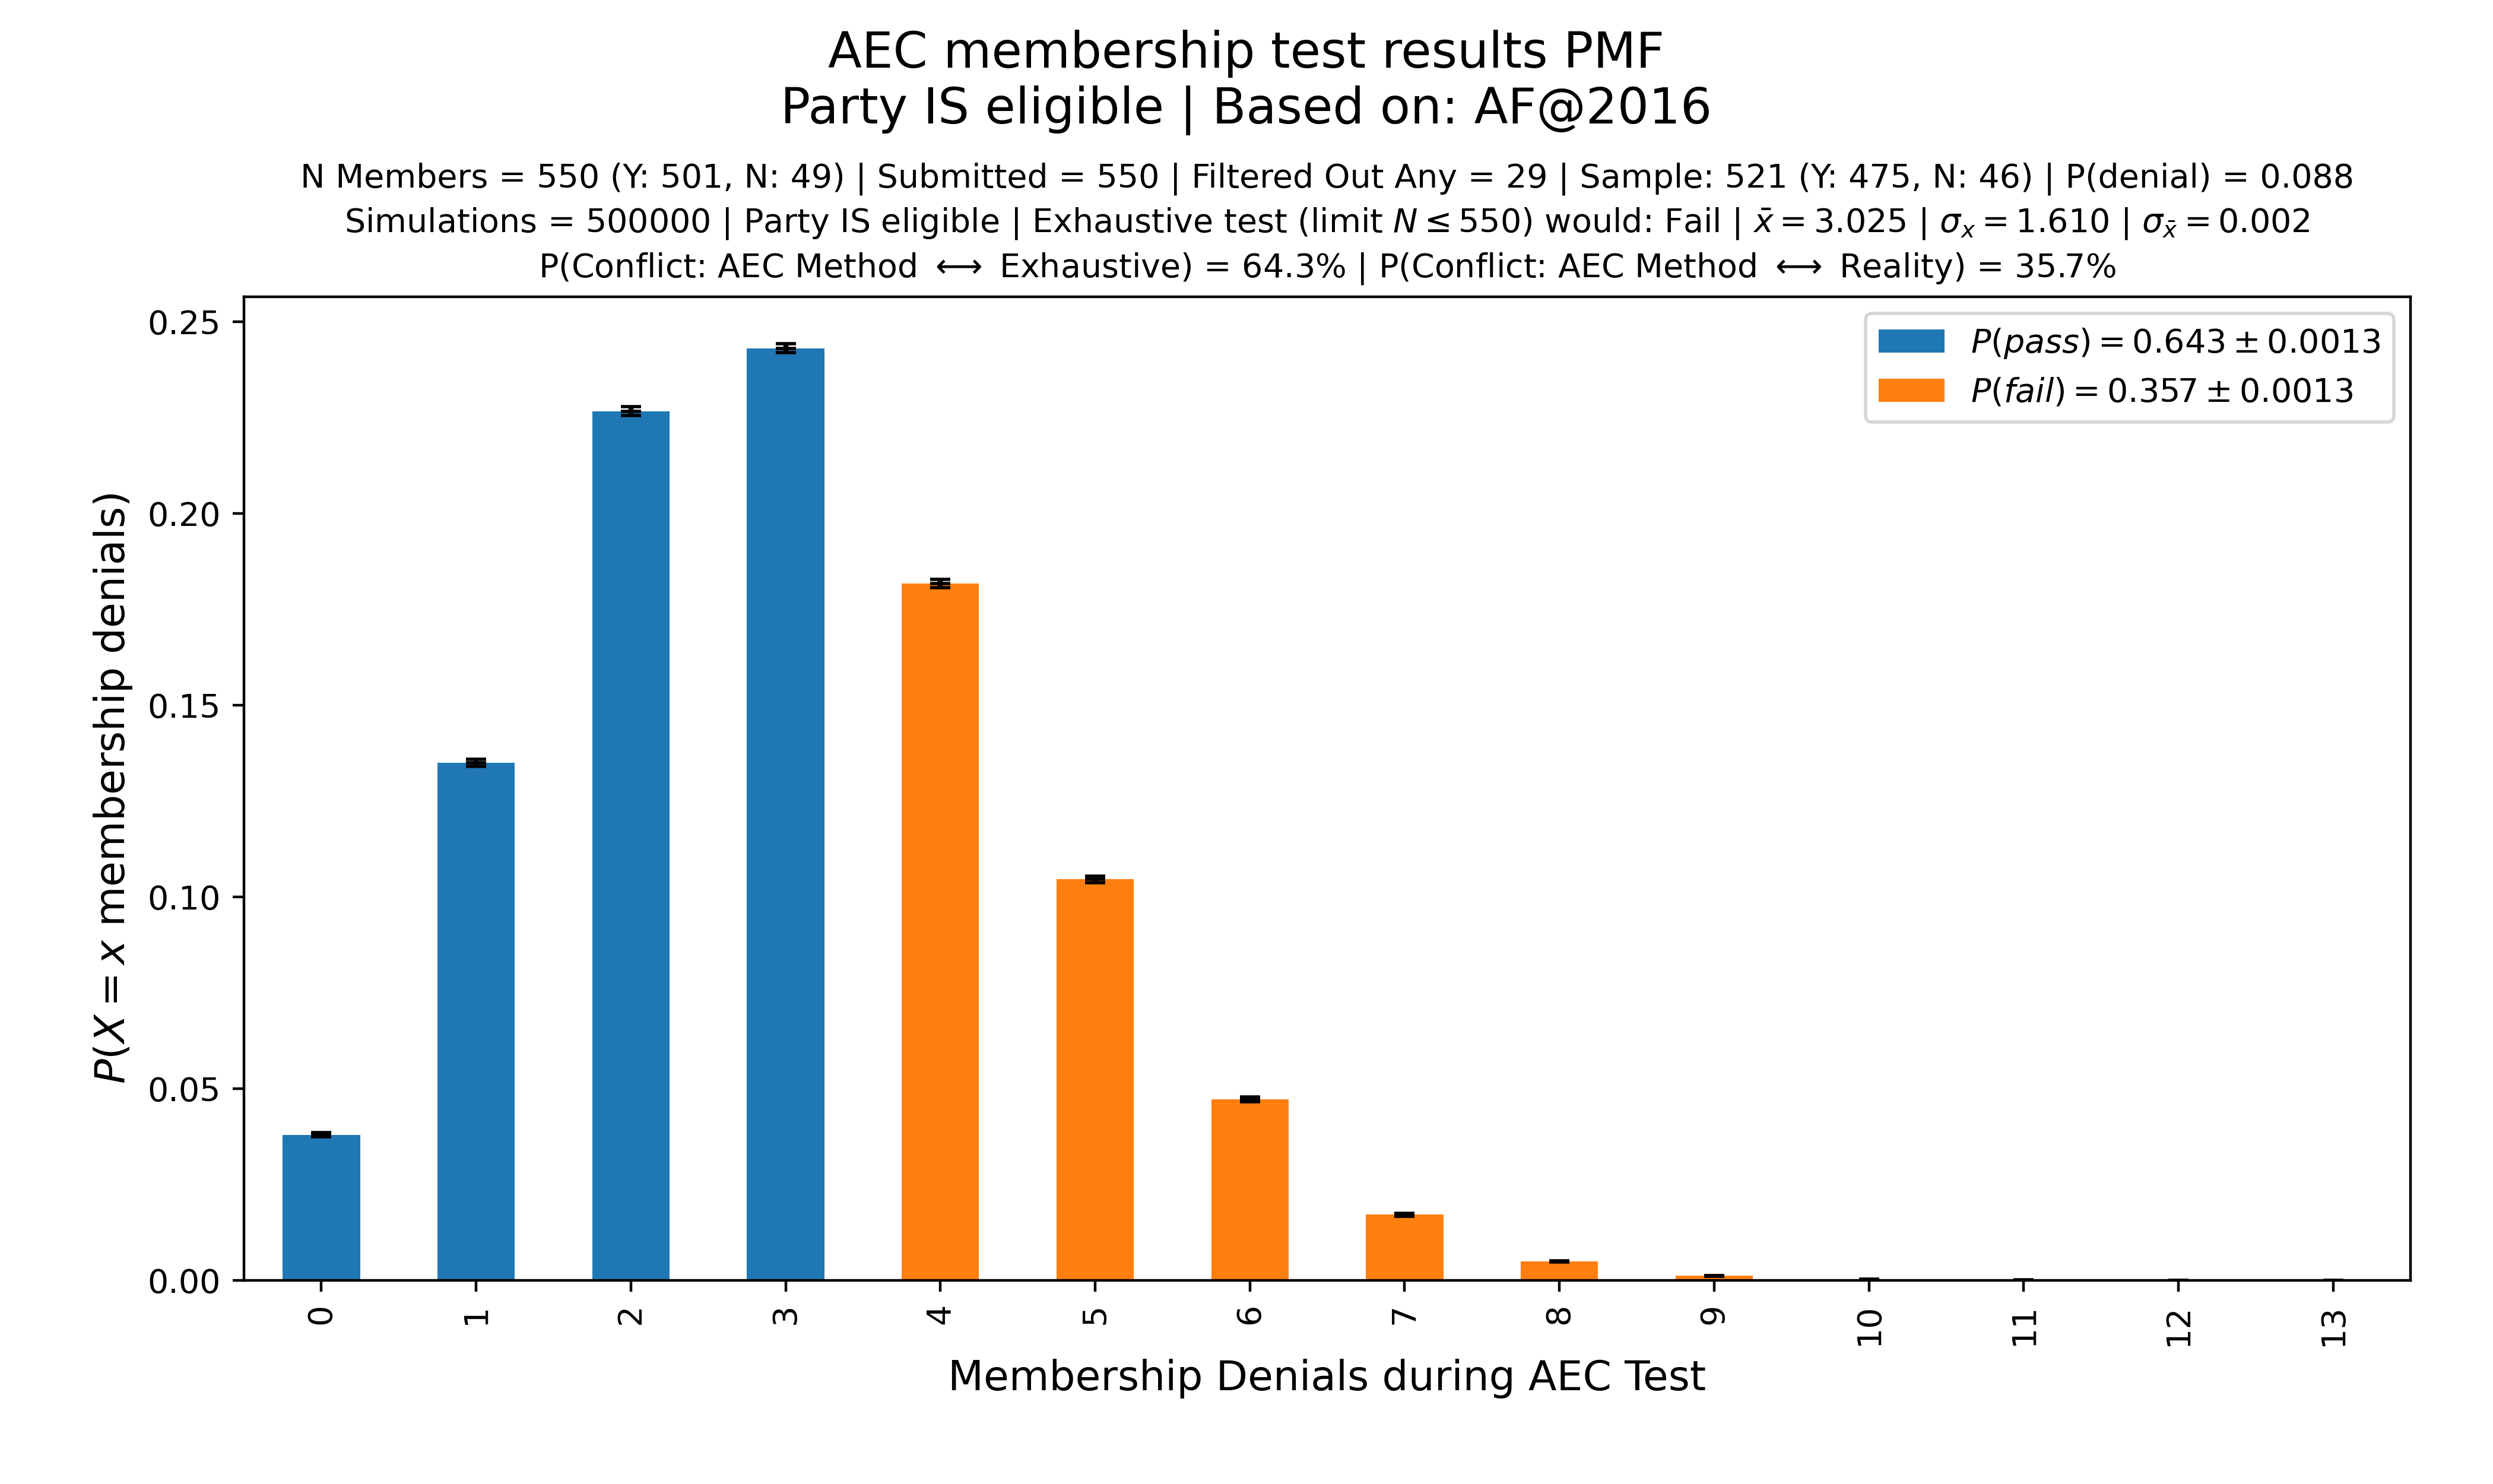 AEC membership test results PMF
Party IS eligible | Based on: AF@2016
N Members = 550 (Y: 501, N: 49) | Submitted = 550 | Filtered Out Any = 29 | Sample: 521 (Y: 475, N: 46) | P(denial) = 0.088
Simulations = 500000 | Party IS eligible | Exhaustive test (limit N ≤ 550) would: Fail | x̄ = 3.025 | σₓ = 1.610 | σ_x̄ = 0.002
P(Conflict: AEC Method ⟷ Exhaustive) = 64.3% | P(Conflict: AEC Method ⟷ Reality) = 35.7%
P(pass) = 0.643 ± 0.0013
P(fail) = 0.357 ± 0.0013
P(X = x membership denials)
0.25
0.20
0.15
0.10
0.05
0.00
0 1 2 3 4 5 6 7 8 9 10 11 12 13
Membership Denials during AEC Test